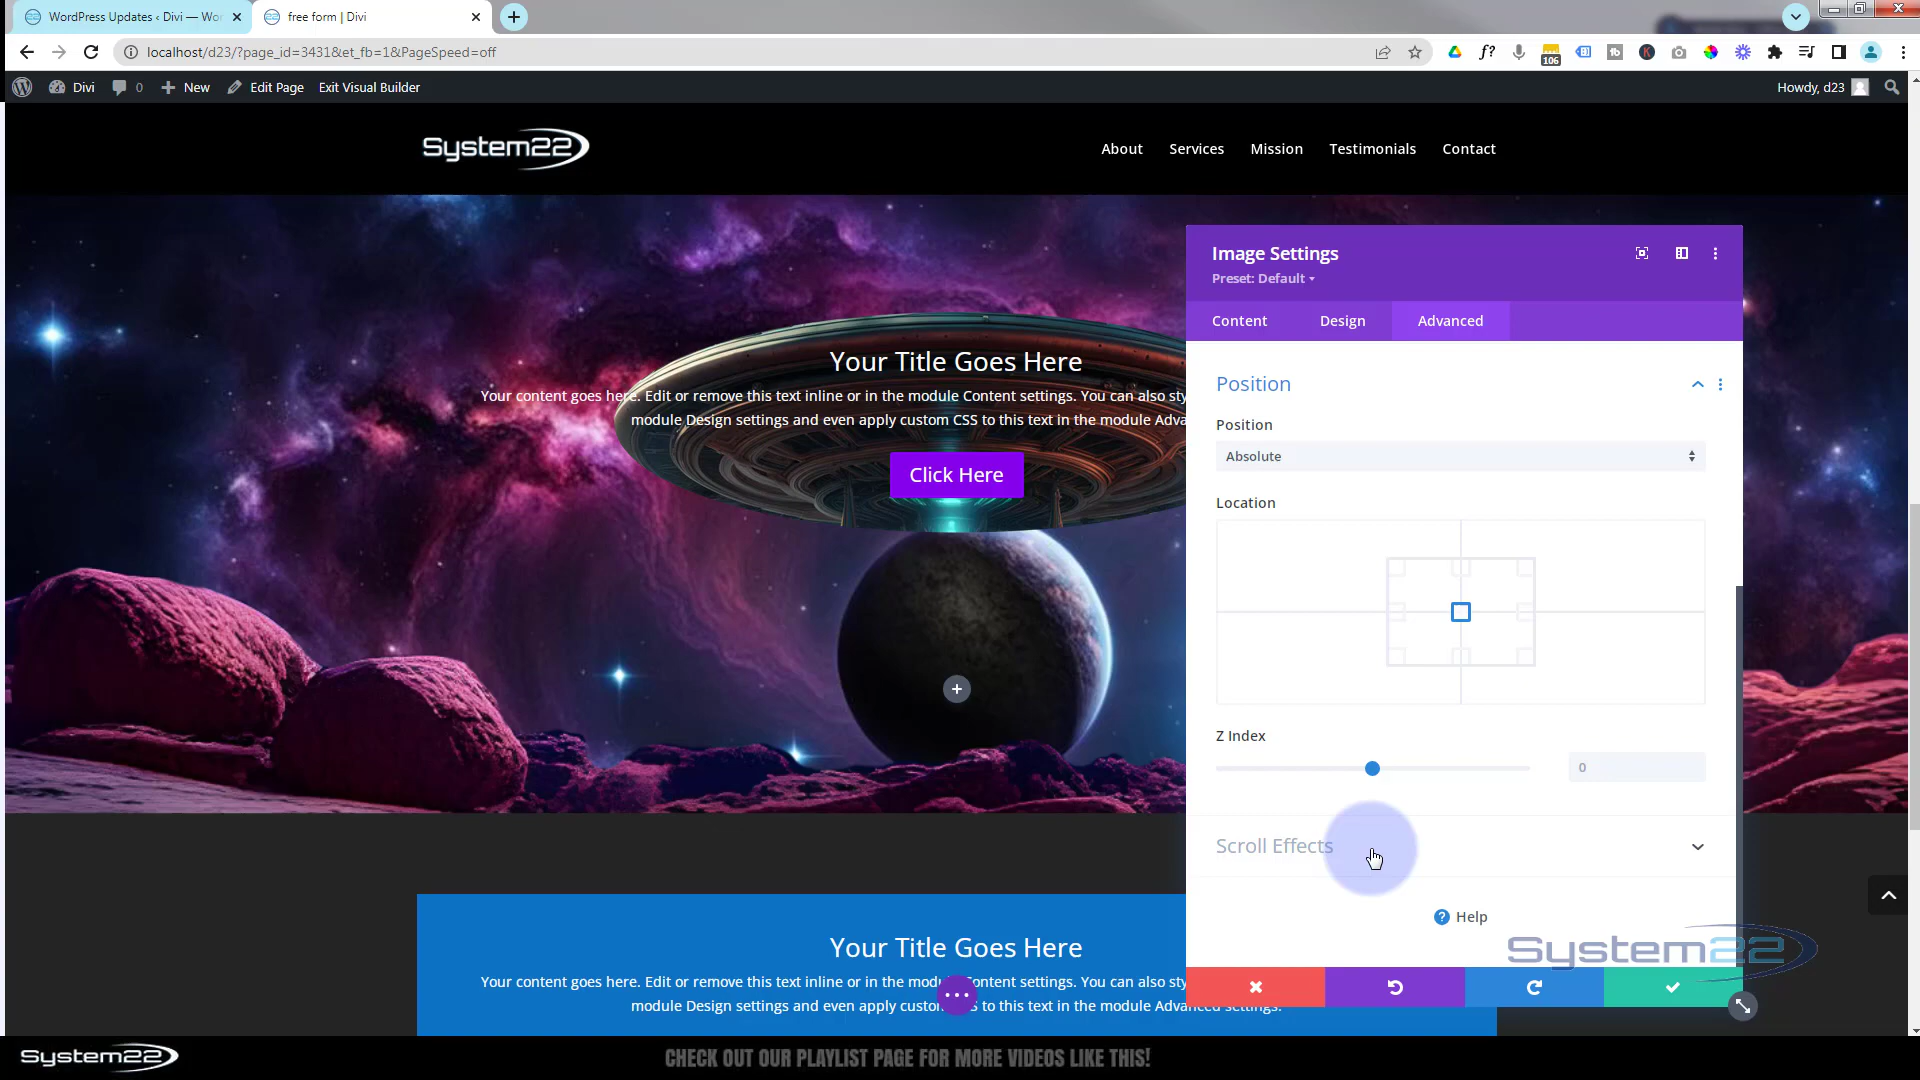 WordPress Updates ‹ Divi — Wor
free form | Divi
localhost/d23/?page_id=3431&et_fb=1&PageSpeed=off
f?
106
Divi
0
New
Edit Page
Exit Visual Builder
Howdy, d23
System22
About
Services
Mission
Testimonials
Contact
Your Title Goes Here
Your content goes here. Edit or remove this text inline or in the module Content settings. You can also sty
module Design settings and even apply custom CSS to this text in the module Adva
Click Here
Image Settings
Preset: Default
Content
Design
Advanced
Position
Position
Absolute
Location
Z Index
0
Scroll Effects
Help
System22
Your Title Goes Here
Your content goes here. Edit or remove this text inline or in the modu ontent settings. You can also sty
module Design settings and even apply custo S to this text in the module Advanced settings.
System22
CHECK OUT OUR PLAYLIST PAGE FOR MORE VIDEOS LIKE THIS!